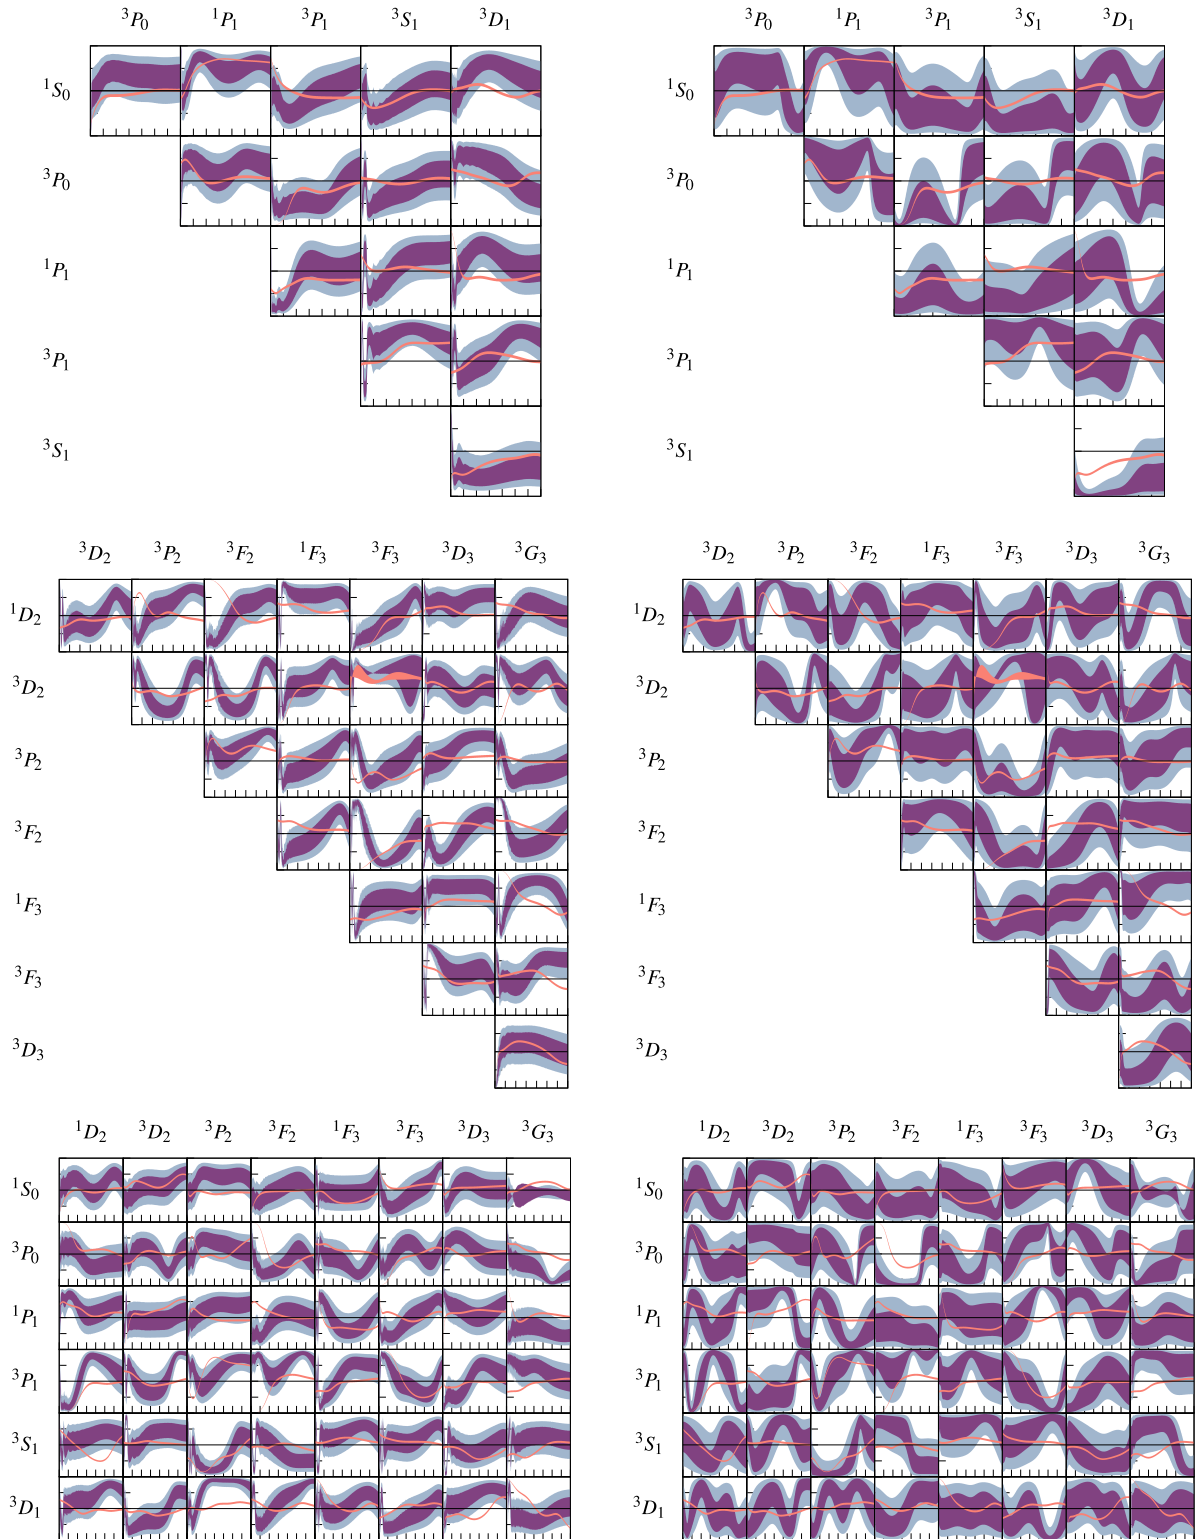 ³P₀ ¹P₁ ³P₁ ³S₁ ³D₁ ³P₀ ¹P₁ ³P₁ ³S₁ ³D₁
¹S₀ ¹S₀
³P₀ ³P₀
¹P₁ ¹P₁
³P₁ ³P₁
³S₁ ³S₁
³D₂ ³P₂ ³F₂ ¹F₃ ³F₃ ³D₃ ³G₃ ³D₂ ³P₂ ³F₂ ¹F₃ ³F₃ ³D₃ ³G₃
¹D₂ ¹D₂
³D₂ ³D₂
³P₂ ³P₂
³F₂ ³F₂
¹F₃ ¹F₃
³F₃ ³F₃
³D₃ ³D₃
¹D₂ ³D₂ ³P₂ ³F₂ ¹F₃ ³F₃ ³D₃ ³G₃ ¹D₂ ³D₂ ³P₂ ³F₂ ¹F₃ ³F₃ ³D₃ ³G₃
¹S₀ ¹S₀
³P₀ ³P₀
¹P₁ ¹P₁
³P₁ ³P₁
³S₁ ³S₁
³D₁ ³D₁